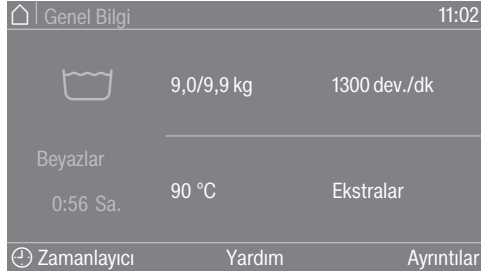 Genel Bilgi 11:02
9,0/9,9 kg 1300 dev./dk
Beyazlar
0:56 Sa.
90 °C Ekstralar
Zamanlayıcı Yardım Ayrıntılar